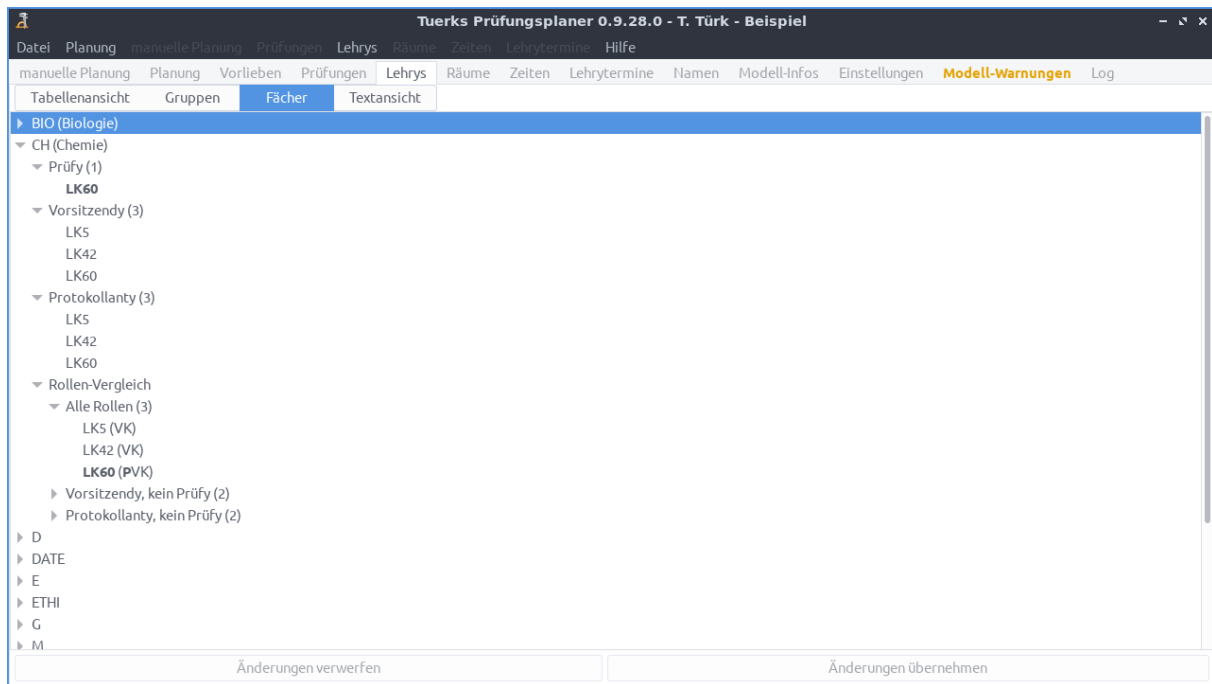 Tuerks Prüfungsplaner 0.9.28.0 - T. Türk - Beispiel
Datei Planung manuelle Planung Prüfungen Lehrys Räume Zeiten Lehrytermine Hilfe
manuelle Planung Planung Vorlieben Prüfungen Lehrys Räume Zeiten Lehrytermine Namen Modell-Infos Einstellungen Modell-Warnungen Log
Tabellenansicht Gruppen Fächer Textansicht
BIO (Biologie)
CH (Chemie)
Prüfy (1)
LK60
Vorsitzendy (3)
LK5
LK42
LK60
Protokollanty (3)
LK5
LK42
LK60
Rollen-Vergleich
Alle Rollen (3)
LK5 (VK)
LK42 (VK)
LK60 (PVK)
Vorsitzendy, kein Prüfy (2)
Protokollanty, kein Prüfy (2)
D
DATE
E
ETHI
G
M
Änderungen verwerfen Änderungen übernehmen